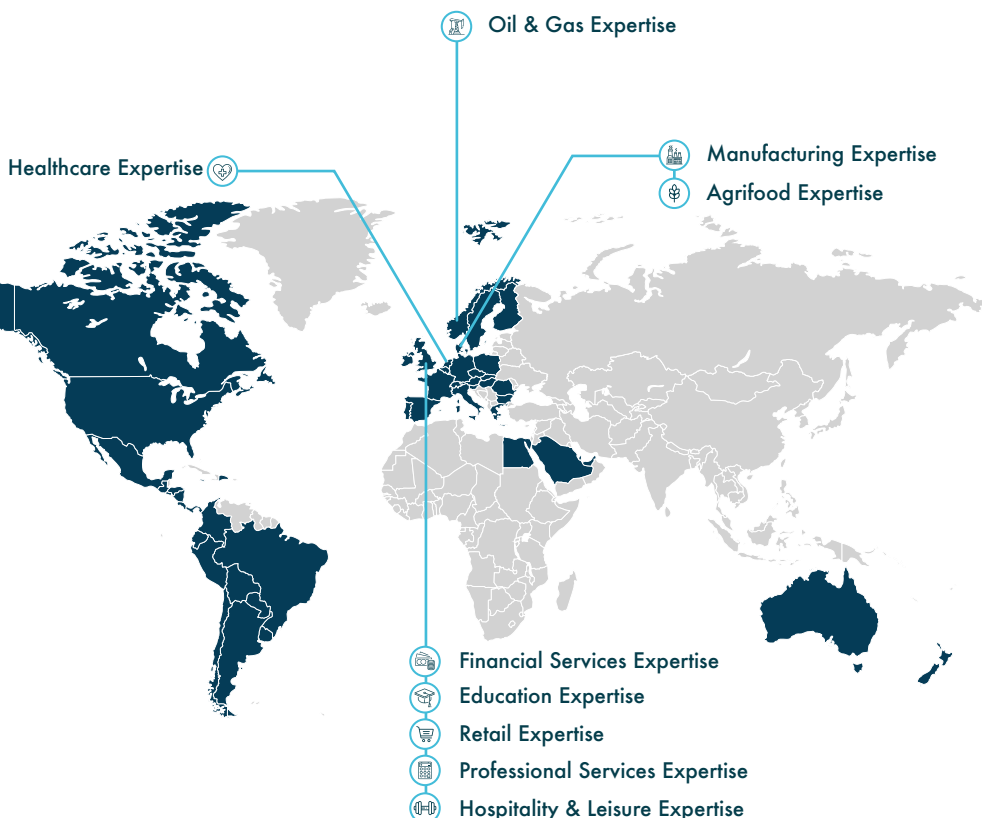 Oil & Gas Expertise
Healthcare Expertise
Manufacturing Expertise
Agrifood Expertise
Financial Services Expertise
Education Expertise
Retail Expertise
Professional Services Expertise
Hospitality & Leisure Expertise